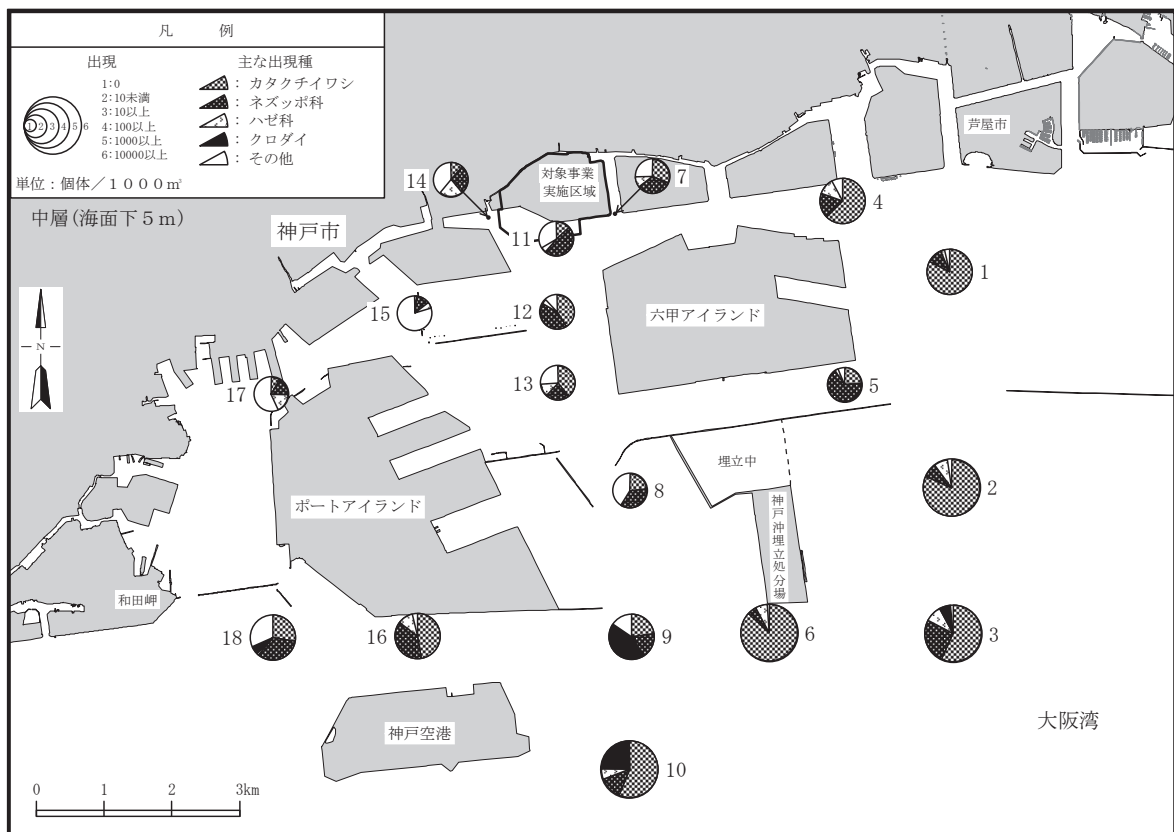 凡 例
出現
1:0
2:10未満
3:10以上
4:100以上
5:1000以上
6:10000以上
1 2 3 4 5 6
主な出現種
: カタクチイワシ
: ネズッポ科
: ハゼ科
: クロダイ
: その他
単位:個体/1000㎥
中層(海面下5m)
神戸市
芦屋市
対象事業
実施区域
14
7
4
11
1
15
12
六甲アイランド
N
17
13
5
埋立中
8
2
ポートアイランド
神戸沖埋立処分場
和田岬
18
16
9
6
3
神戸空港
大阪湾
10
0 1 2 3km